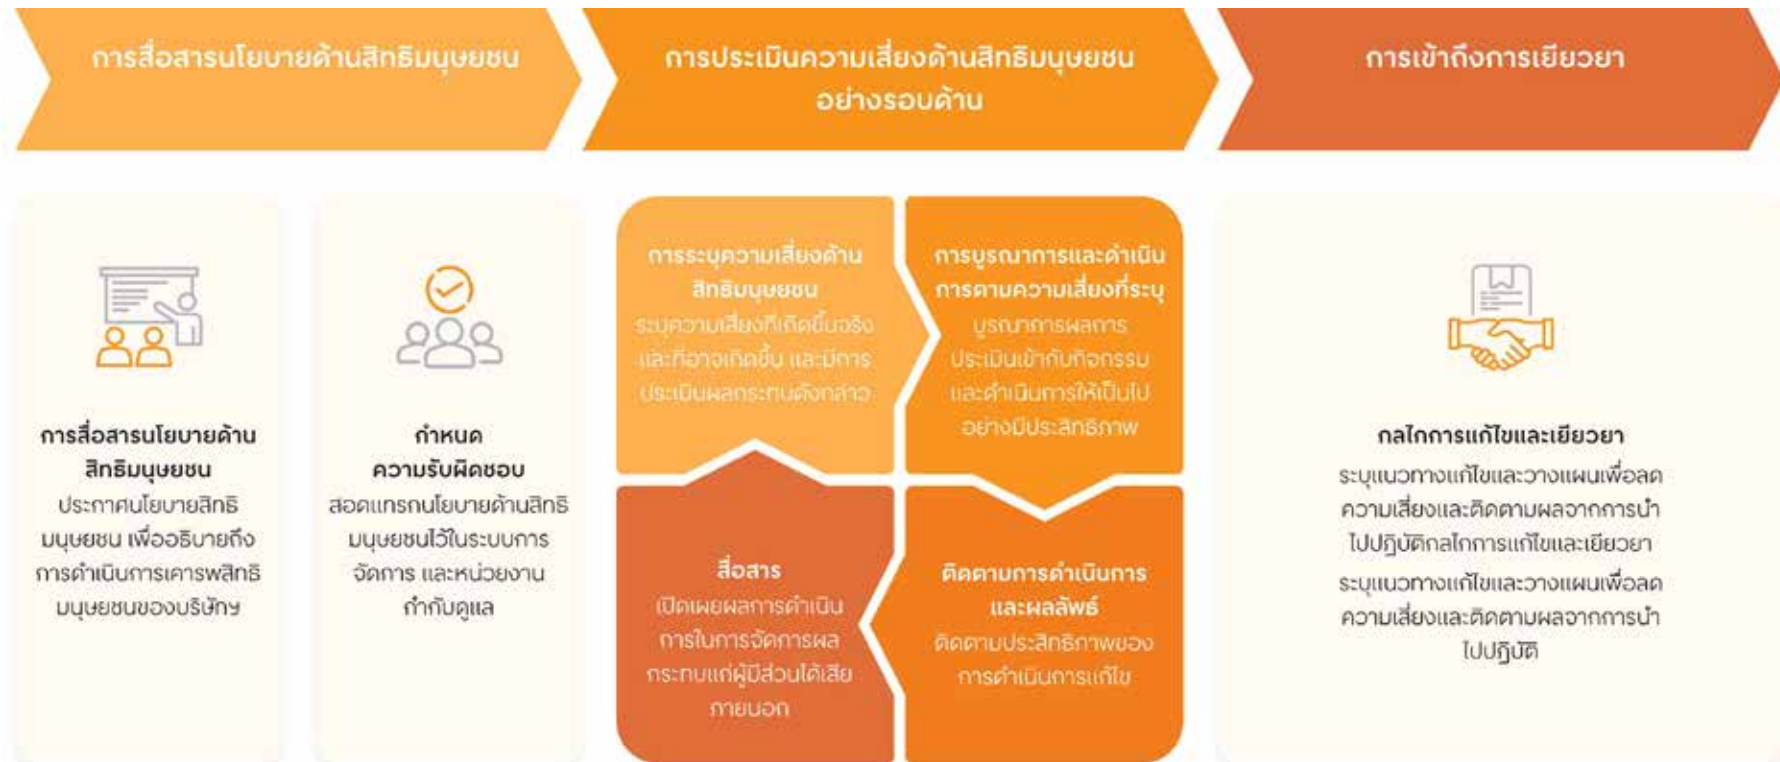 การสื่อสารนโยบายด้านสิทธิมนุษยชน
การประเมินความเสี่ยงด้านสิทธิมนุษยชน
อย่างรอบด้าน
การเข้าถึงการเยียวยา
การสื่อสารนโยบายด้าน
สิทธิมนุษยชน
ประกาศนโยบายสิทธิ
มนุษยชน เพื่ออธิบายถึง
การดำเนินการเคารพสิทธิ
มนุษยชนของบริษัทฯ
กำหนด
ความรับผิดชอบ
สอดแทรกนโยบายด้านสิทธิ
มนุษยชนไว้ในระบบการ
จัดการ และหน่วยงาน
กำกับดูแล
การระบุความเสี่ยงด้าน
สิทธิมนุษยชน
ระบุความเสี่ยงที่เกิดขึ้นจริง
และที่อาจเกิดขึ้น และมีการ
ประเมินผลกระทบดังกล่าว
การบูรณาการและดำเนิน
การตามความเสี่ยงที่ระบุ
บูรณาการผลการ
ประเมินเข้ากับกิจกรรม
และดำเนินการให้เป็นไป
อย่างมีประสิทธิภาพ
ติดตามการดำเนินการ
และผลลัพธ์
ติดตามประสิทธิภาพของ
การดำเนินการแก้ไข
สื่อสาร
เปิดเผยผลการดำเนิน
การในการจัดการผล
กระทบแก่ผู้มีส่วนได้เสีย
ภายนอก
กลไกการแก้ไขและเยียวยา
ระบุแนวทางแก้ไขและวางแผนเพื่อลด
ความเสี่ยงและติดตามผลจากการนำ
ไปปฏิบัติกลไกการแก้ไขและเยียวยา
ระบุแนวทางแก้ไขและวางแผนเพื่อลด
ความเสี่ยงและติดตามผลจากการนำ
ไปปฏิบัติ